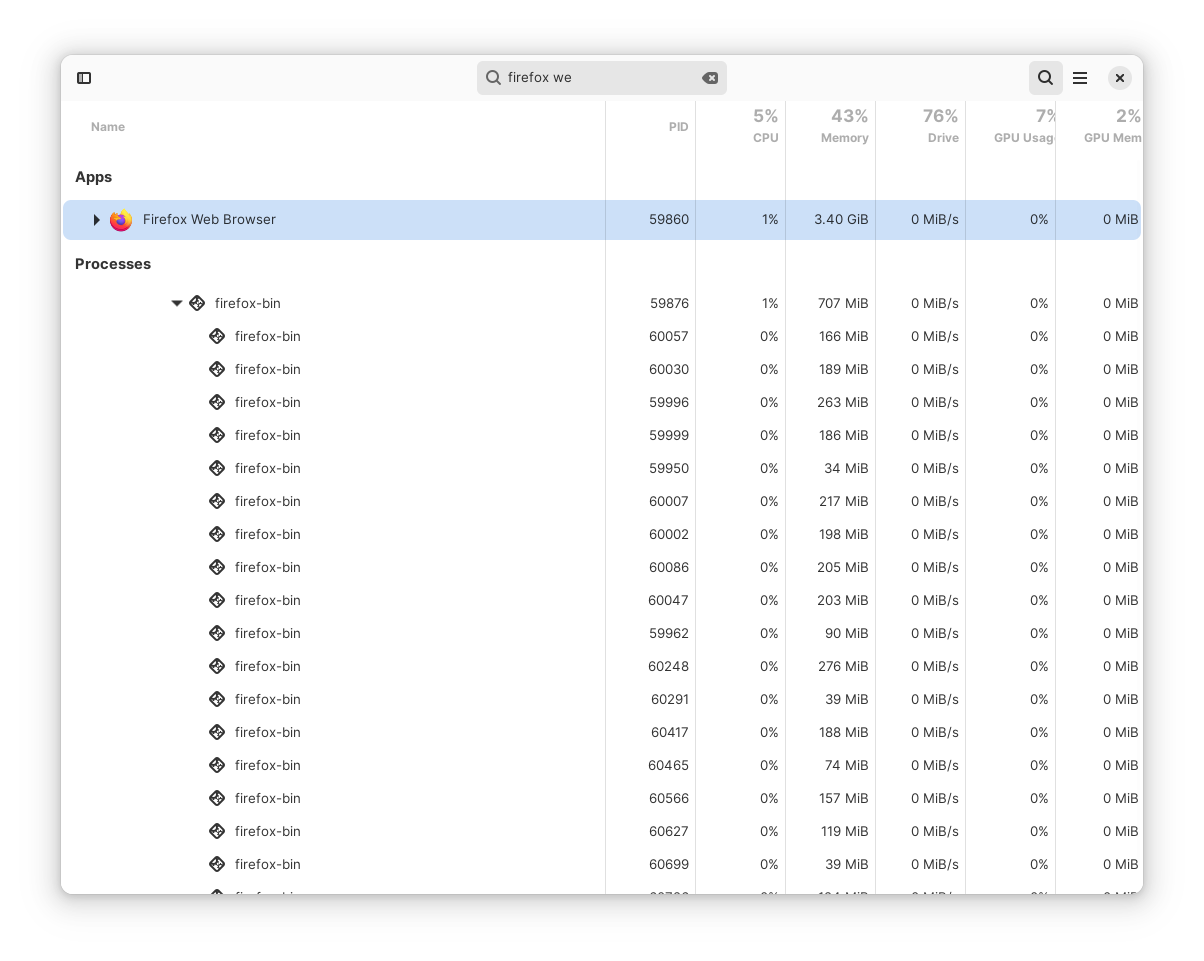 firefox we
Name PID 5% CPU 43% Memory 76% Drive 7% GPU Usag 2% GPU Mem
Apps
Firefox Web Browser 59860 1% 3.40 GiB 0 MiB/s 0% 0 MiB
Processes
firefox-bin 59876 1% 707 MiB 0 MiB/s 0% 0 MiB
firefox-bin 60057 0% 166 MiB 0 MiB/s 0% 0 MiB
firefox-bin 60030 0% 189 MiB 0 MiB/s 0% 0 MiB
firefox-bin 59996 0% 263 MiB 0 MiB/s 0% 0 MiB
firefox-bin 59999 0% 186 MiB 0 MiB/s 0% 0 MiB
firefox-bin 59950 0% 34 MiB 0 MiB/s 0% 0 MiB
firefox-bin 60007 0% 217 MiB 0 MiB/s 0% 0 MiB
firefox-bin 60002 0% 198 MiB 0 MiB/s 0% 0 MiB
firefox-bin 60086 0% 205 MiB 0 MiB/s 0% 0 MiB
firefox-bin 60047 0% 203 MiB 0 MiB/s 0% 0 MiB
firefox-bin 59962 0% 90 MiB 0 MiB/s 0% 0 MiB
firefox-bin 60248 0% 276 MiB 0 MiB/s 0% 0 MiB
firefox-bin 60291 0% 39 MiB 0 MiB/s 0% 0 MiB
firefox-bin 60417 0% 188 MiB 0 MiB/s 0% 0 MiB
firefox-bin 60465 0% 74 MiB 0 MiB/s 0% 0 MiB
firefox-bin 60566 0% 157 MiB 0 MiB/s 0% 0 MiB
firefox-bin 60627 0% 119 MiB 0 MiB/s 0% 0 MiB
firefox-bin 60699 0% 39 MiB 0 MiB/s 0% 0 MiB